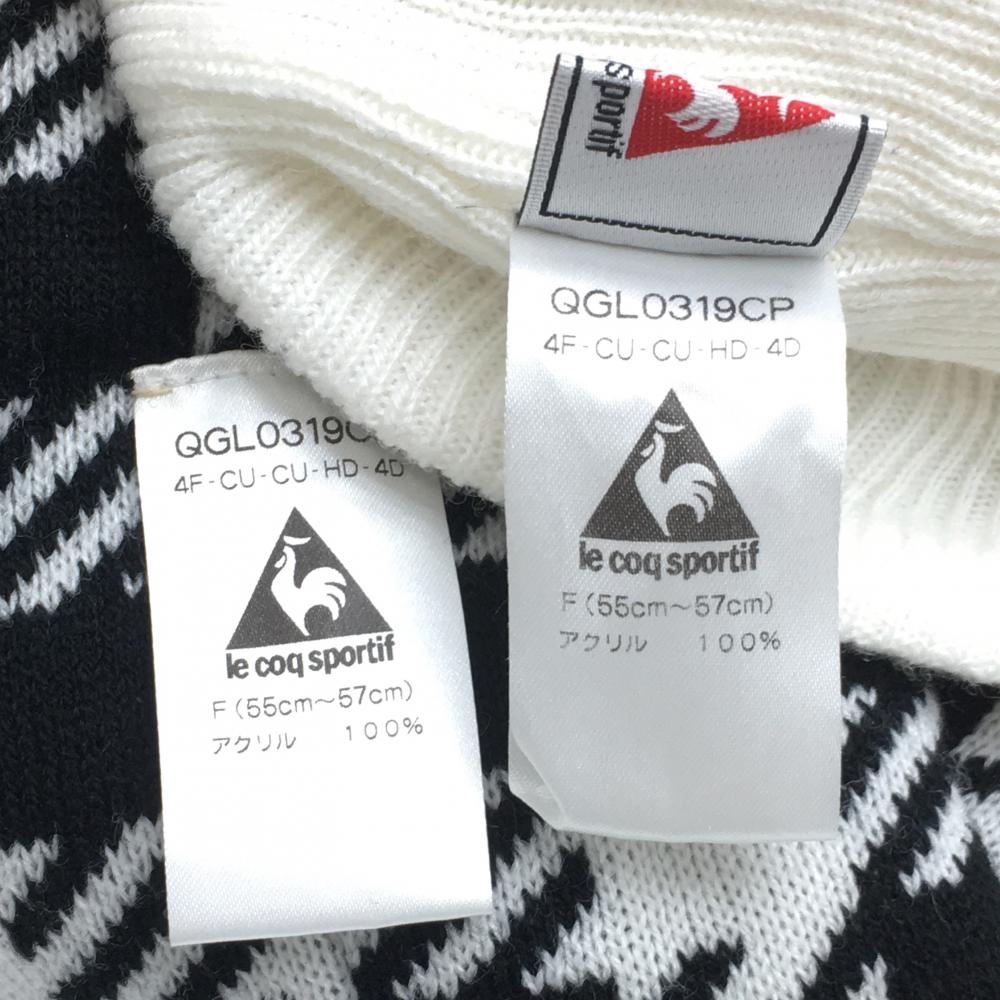 sportif
QGL0319CP
4F-CU-CU-HD-4D
le coq sportif
F (55cm～57cm)
アクリル 100%
4F-CU-CU-HD-4D
le coq sportif
F (55cm～57cm)
アクリル 100%